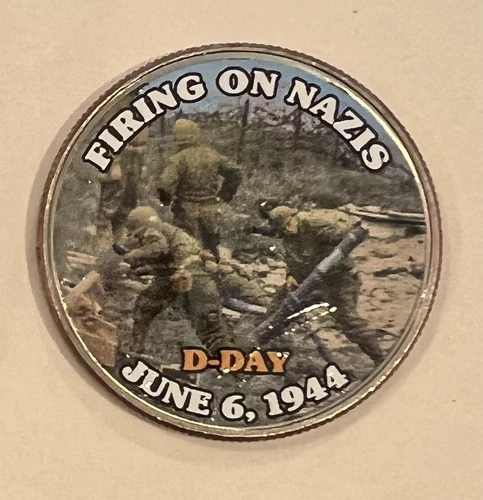 FIRING ON NAZIS
D-DAY
JUNE 6, 1944